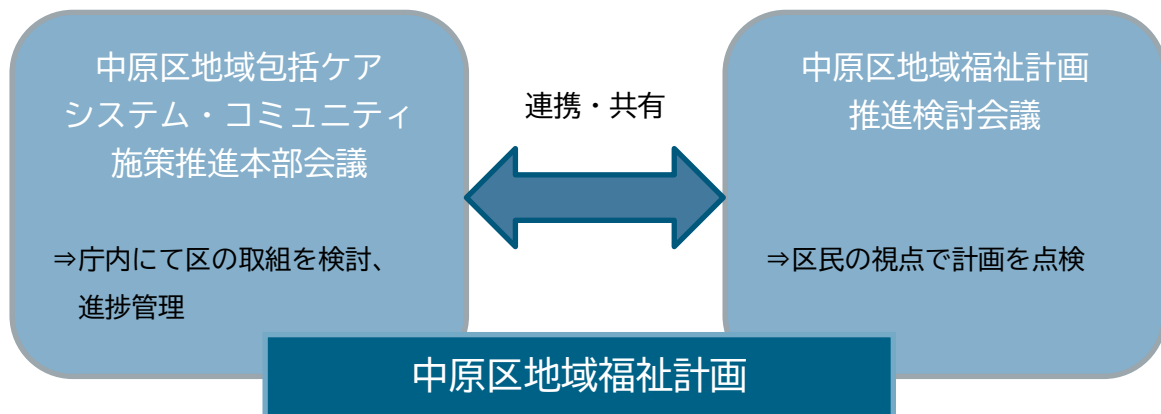 中原区地域包括ケア
システム・コミュニティ
施策推進本部会議
⇒庁内にて区の取組を検討、
進捗管理
連携・共有
中原区地域福祉計画
推進検討会議
⇒区民の視点で計画を点検
中原区地域福祉計画